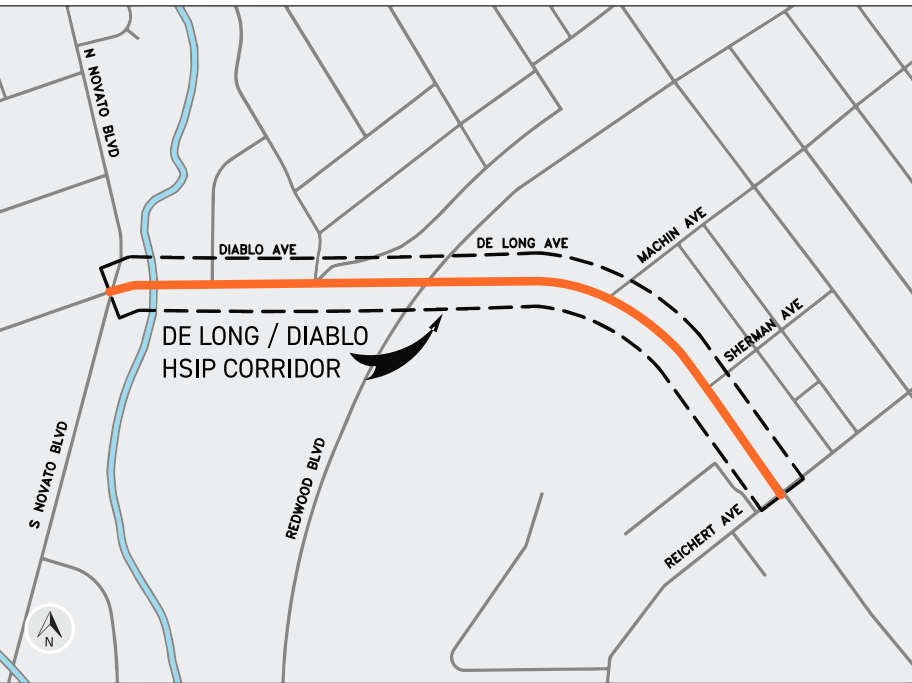 N NOVATO BLVD
DIABLO AVE
DE LONG AVE
MACHIN AVE
SHERMAN AVE
DE LONG / DIABLO
HSIP CORRIDOR
S NOVATO BLVD
REDWOOD BLVD
REICHERT AVE
N